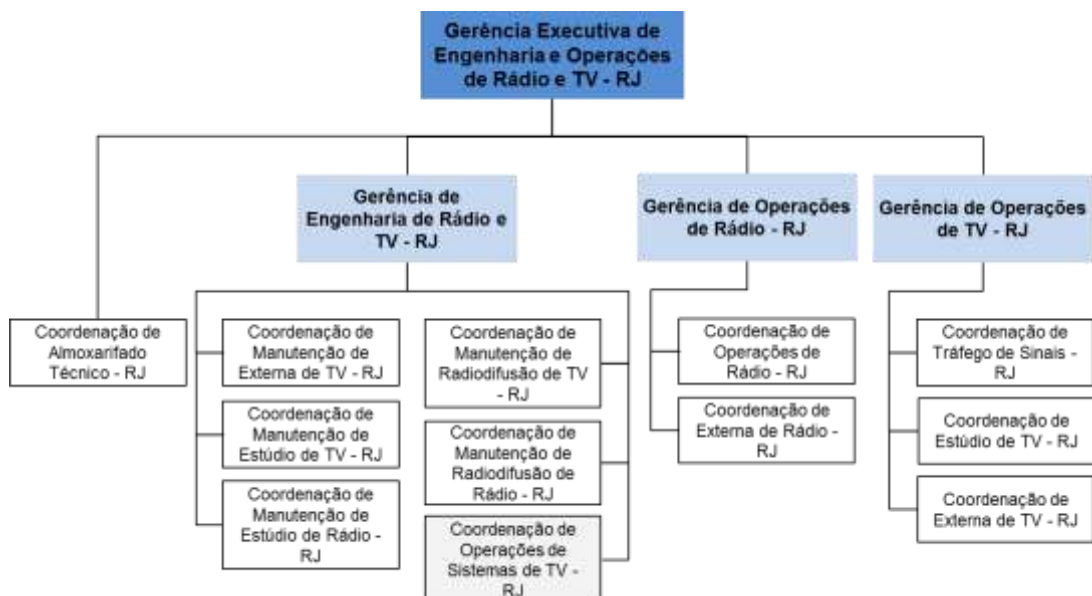 Gerência Executiva de
Engenharia e Operações
de Rádio e TV - RJ
Gerência de
Engenharia de Rádio e
TV - RJ
Gerência de Operações
de Rádio - RJ
Gerência de Operações
de TV - RJ
Coordenação de
Almoxarifado
Técnico - RJ
Coordenação de
Manutenção de
Externa de TV - RJ
Coordenação de
Manutenção de
Estúdio de TV - RJ
Coordenação de
Manutenção de
Estúdio de Rádio -
RJ
Coordenação de
Manutenção de
Radiodifusão de TV
- RJ
Coordenação de
Manutenção de
Radiodifusão de
Rádio - RJ
Coordenação de
Operações de
Sistemas de TV -
RJ
Coordenação de
Operações de
Rádio - RJ
Coordenação de
Externa de Rádio -
RJ
Coordenação de
Tráfego de Sinais -
RJ
Coordenação de
Estúdio de TV - RJ
Coordenação de
Externa de TV - RJ